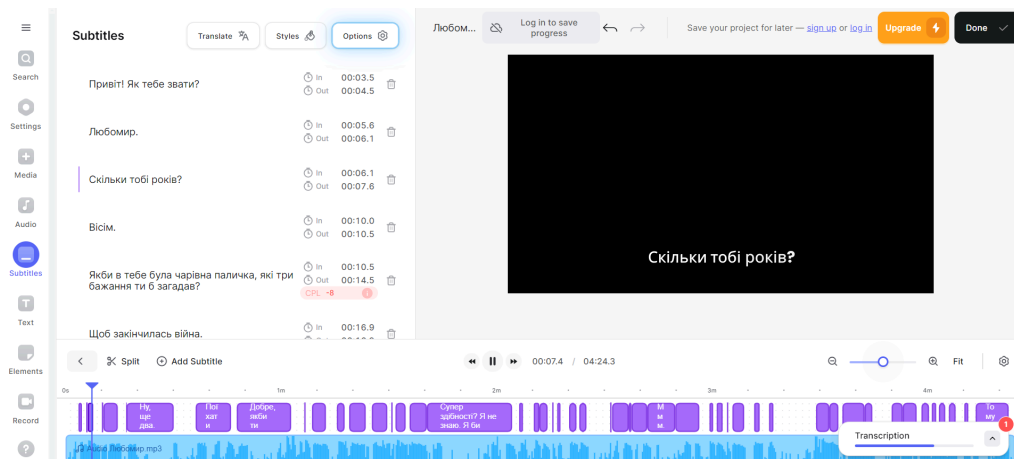 Search
Settings
Media
Audio
Subtitles
Text
Elements
Record
Subtitles
Translate
Styles
Options
Привіт! Як тебе звати?
In 00:03.5
Out 00:04.5
Любомир.
In 00:05.6
Out 00:06.1
Скільки тобі років?
In 00:06.1
Out 00:07.6
Вісім.
In 00:10.0
Out 00:10.5
Якби в тебе була чарівна паличка, які три
бажання ти б загадав?
In 00:10.5
Out 00:14.5
CPL -8
Щоб закінчилась війна.
In 00:16.9
Любом...
Log in to save
progress
Save your project for later — sign up or log in
Upgrade
Done
Скільки тобі років?
Split
Add Subtitle
00:07.4 / 04:24.3
Fit
0s
1m
2m
3m
4m
Ну,
ще
два.
Пог
хат
и
Добре,
якби
ти
Супер
здібності? Я не
знаю. Я би
М
м
м.
То
му
Audio Любомир.mp3
Transcription
1